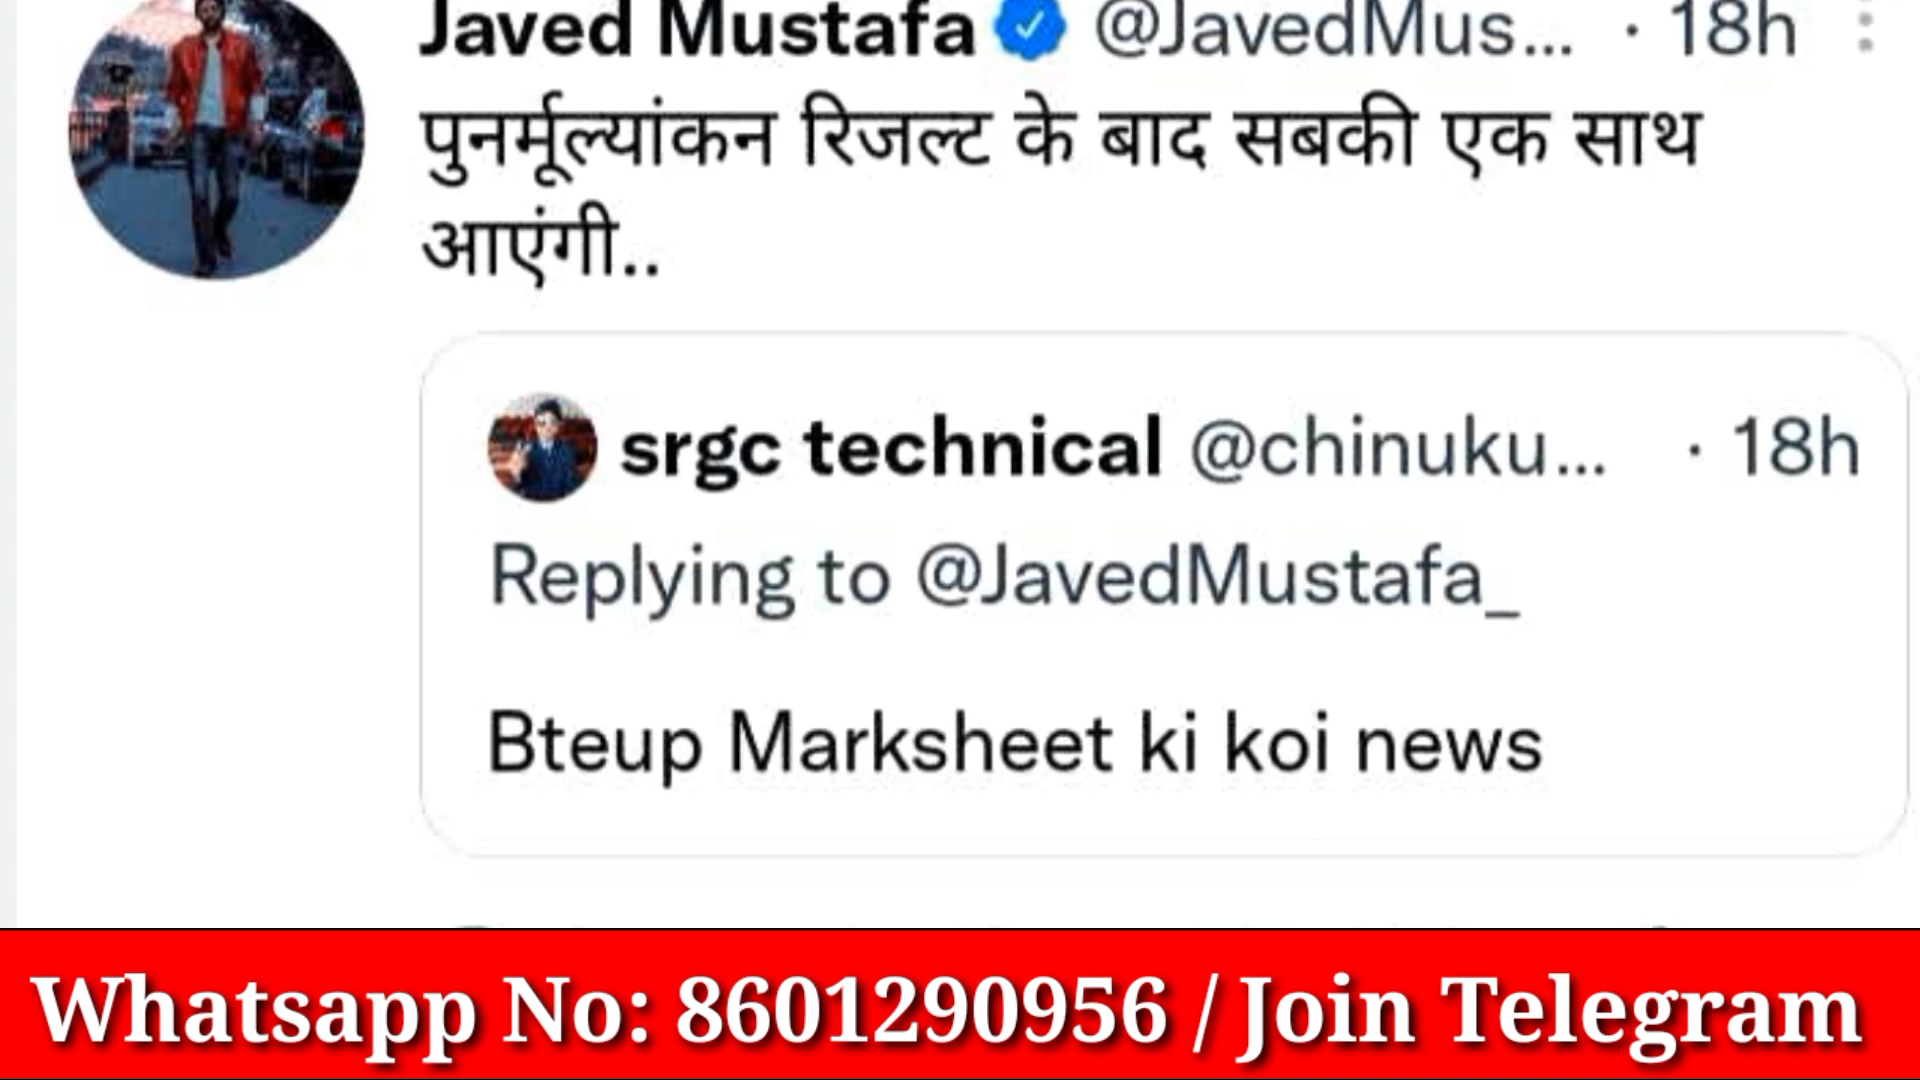 Javed Mustafa @JavedMus... · 18h
पुनर्मूल्यांकन रिजल्ट के बाद सबकी एक साथ
आएंगी..
srgc technical @chinuku... · 18h
Replying to @JavedMustafa_
Bteup Marksheet ki koi news
Whatsapp No: 8601290956 / Join Telegram